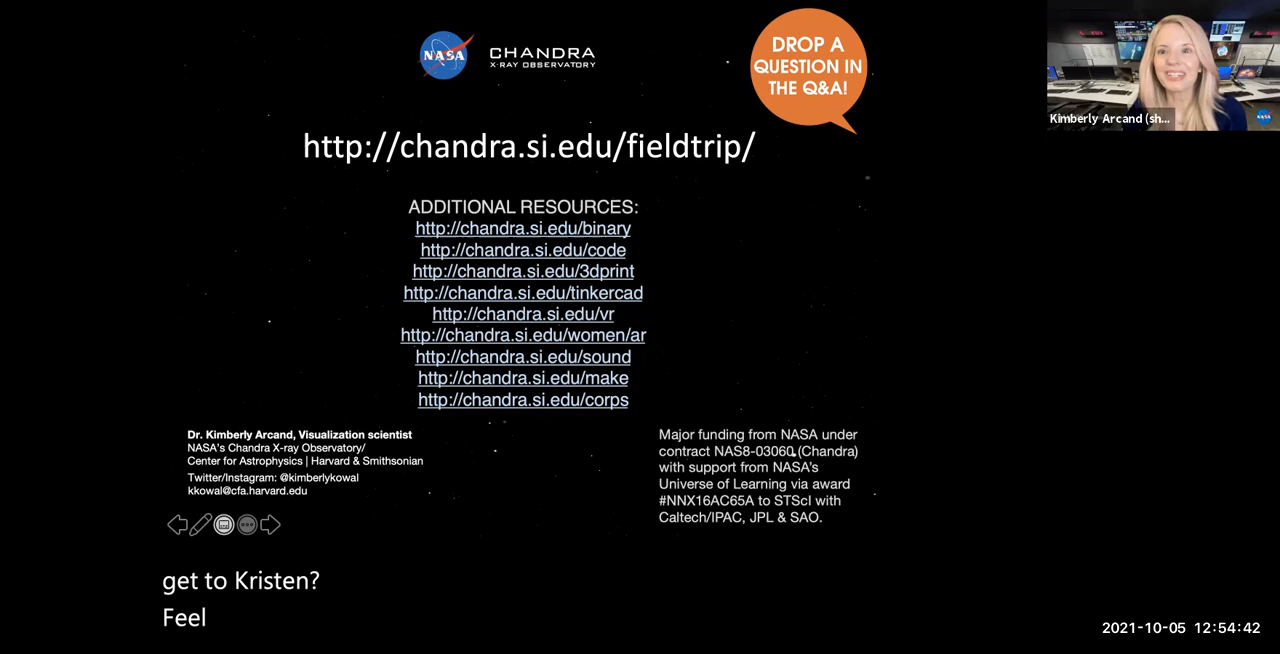 NASA
CHANDRA
X-RAY OBSERVATORY
DROP A
QUESTION IN
THE Q&A!
Kimberly Arcand (sh...
NASA
http://chandra.si.edu/fieldtrip/
ADDITIONAL RESOURCES:
http://chandra.si.edu/binary
http://chandra.si.edu/code
http://chandra.si.edu/3dprint
http://chandra.si.edu/tinkercad
http://chandra.si.edu/vr
http://chandra.si.edu/women/ar
http://chandra.si.edu/sound
http://chandra.si.edu/make
http://chandra.si.edu/corps
Dr. Kimberly Arcand, Visualization scientist
NASA's Chandra X-ray Observatory/
Center for Astrophysics | Harvard & Smithsonian
Twitter/Instagram: @kimberlykowal
kkowal@cfa.harvard.edu
Major funding from NASA under
contract NAS8-03060 (Chandra)
with support from NASA's
Universe of Learning via award
#NNX16AC65A to STScI with
Caltech/IPAC, JPL & SAO.
get to Kristen?
Feel
2021-10-05 12:54:42